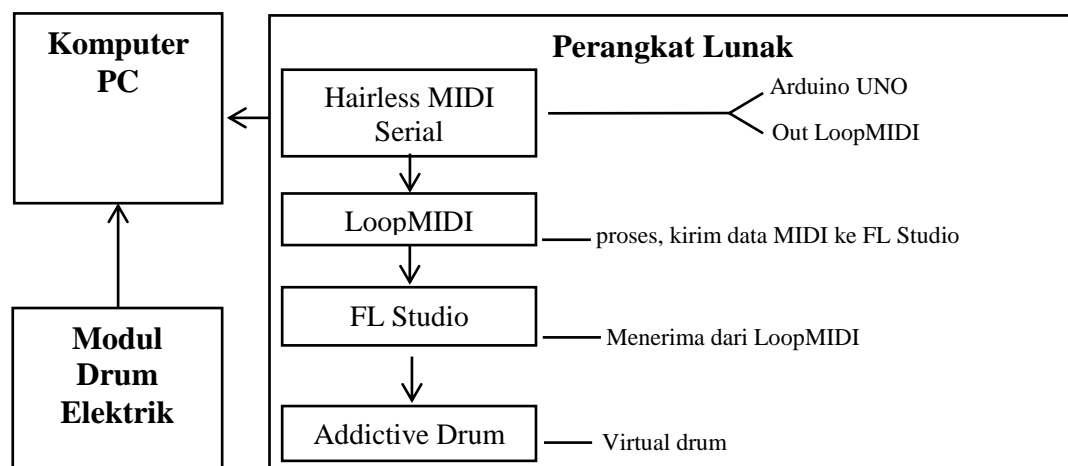 Komputer
PC
Perangkat Lunak
Hairless MIDI
Serial
Arduino UNO
Out LoopMIDI
LoopMIDI
proses, kirim data MIDI ke FL Studio
FL Studio
Menerima dari LoopMIDI
Modul
Drum
Elektrik
Addictive Drum
Virtual drum